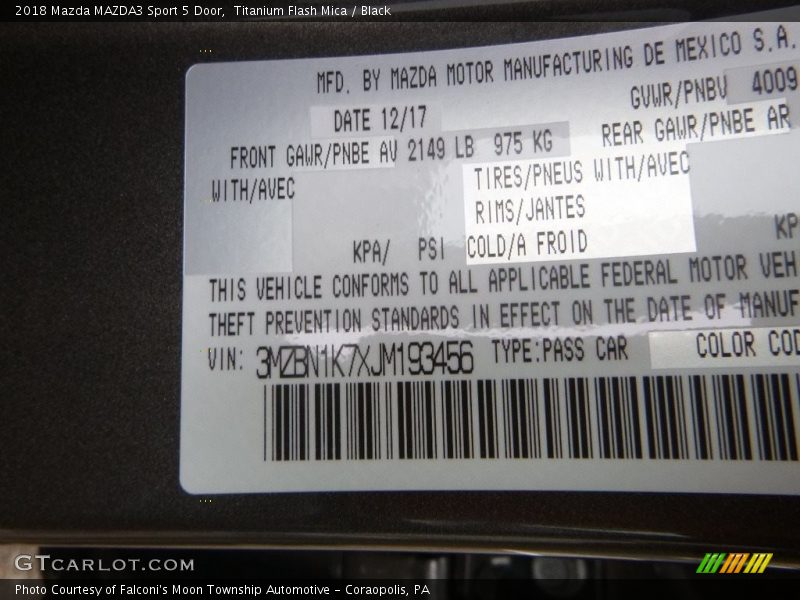 2018 Mazda MAZDA3 Sport 5 Door, Titanium Flash Mica / Black
MFD. BY MAZDA MOTOR MANUFACTURING DE MEXICO S.A.
DATE 12/17
GVWR/PNBV 4009
FRONT GAWR/PNBE AV 2149 LB 975 KG
REAR GAWR/PNBE AR
WITH/AVEC
TIRES/PNEUS WITH/AVEC
RIMS/JANTES
KPA/ PSI COLD/A FROID
KP
THIS VEHICLE CONFORMS TO ALL APPLICABLE FEDERAL MOTOR VEH
THEFT PREVENTION STANDARDS IN EFFECT ON THE DATE OF MANUF
VIN: 3MZBN1K7XJM193456 TYPE:PASS CAR COLOR COD
GTCARLOT.COM
Photo Courtesy of Falconi's Moon Township Automotive - Coraopolis, PA